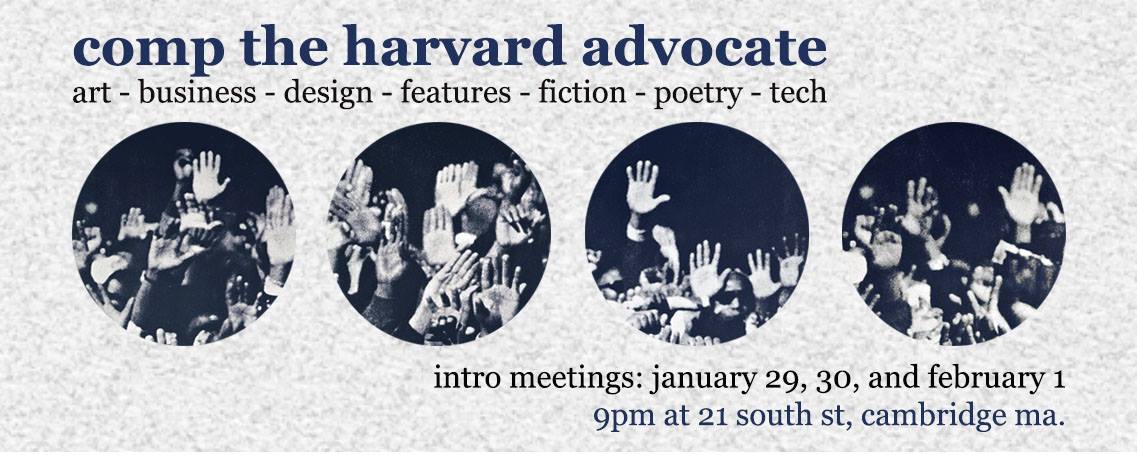 comp the harvard advocate
art - business - design - features - fiction - poetry - tech
intro meetings: january 29, 30, and february 1
9pm at 21 south st, cambridge ma.